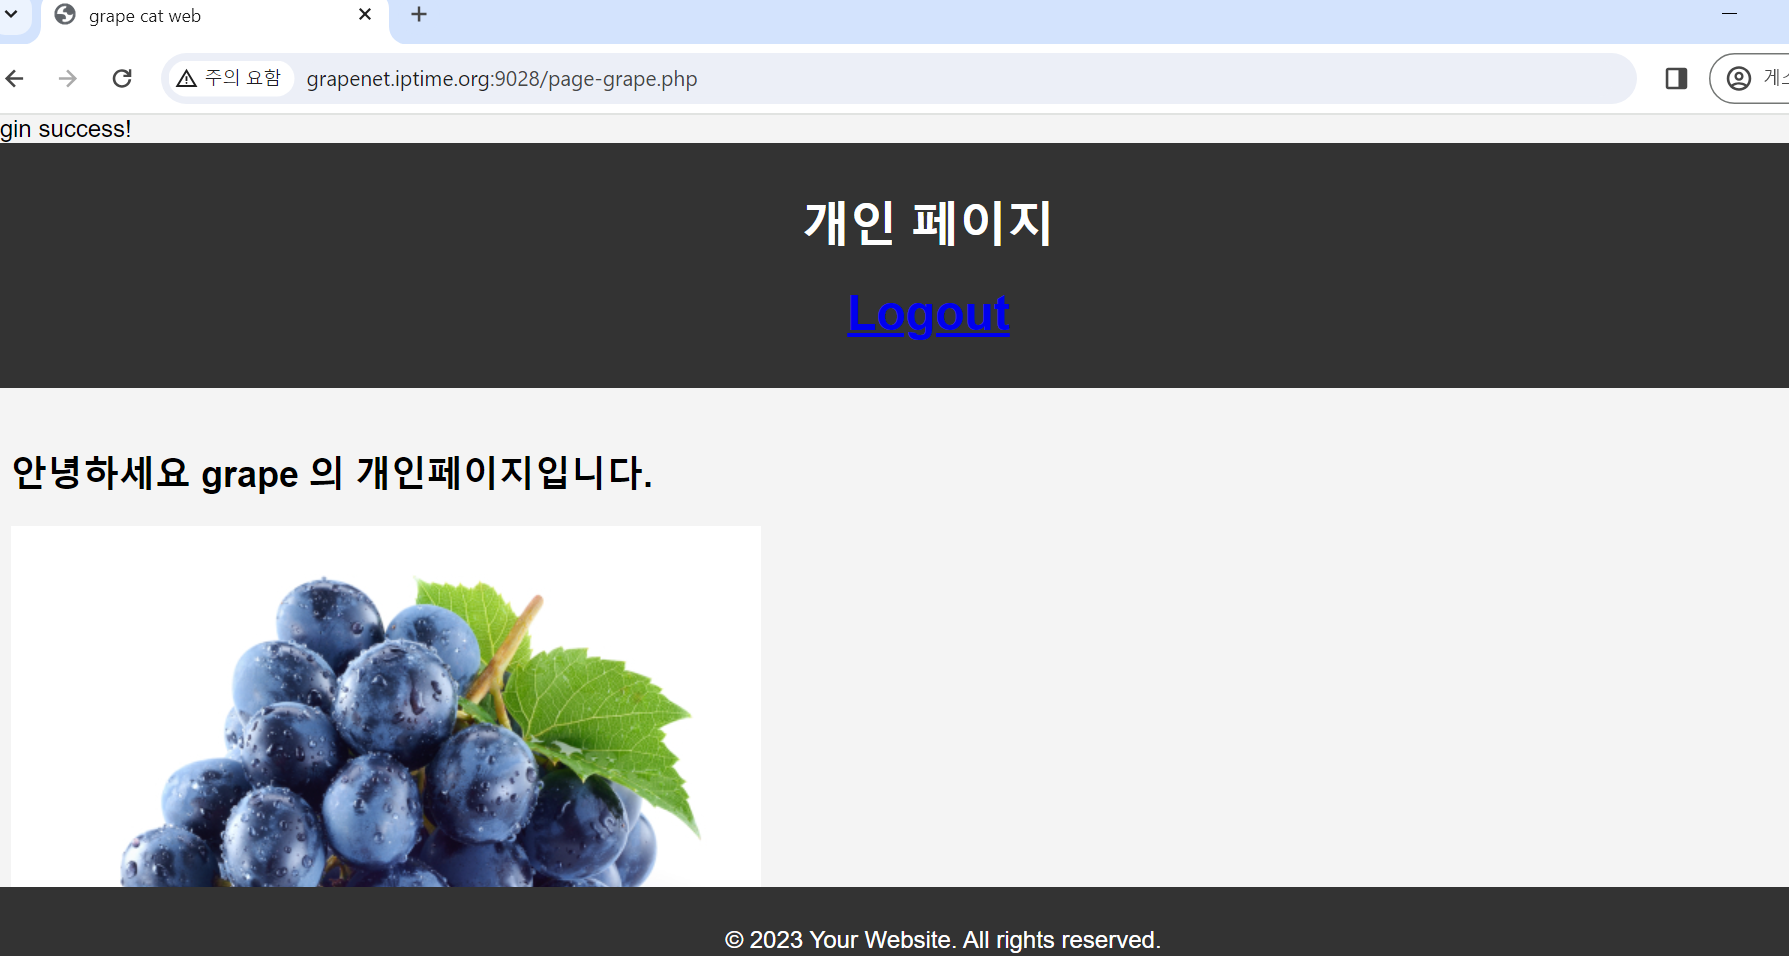 grape cat web
주의 요함
grapenet.iptime.org:9028/page-grape.php
gin success!
개인 페이지
Logout
안녕하세요 grape 의 개인페이지입니다.
© 2023 Your Website. All rights reserved.